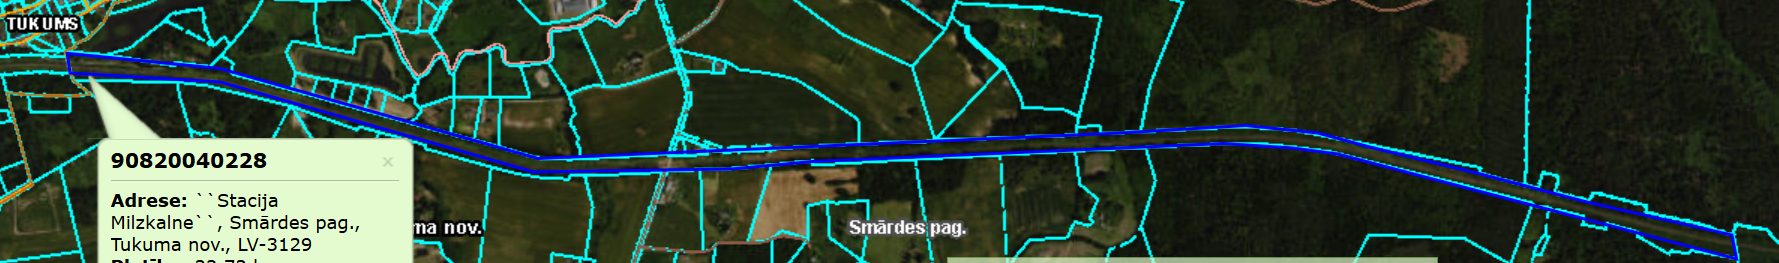 TUKUMS
90820040228
×
Adrese: ``Stacija
Milzkalne``, Smārdes pag.,
Tukuma nov., LV-3129
ma nov.
Smārdes pag.